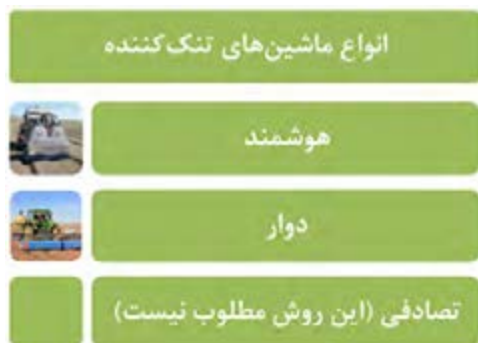 انواع ماشین‌های تنک‌کننده
هوشمند
دوار
تصادفی (این روش مطلوب نیست)